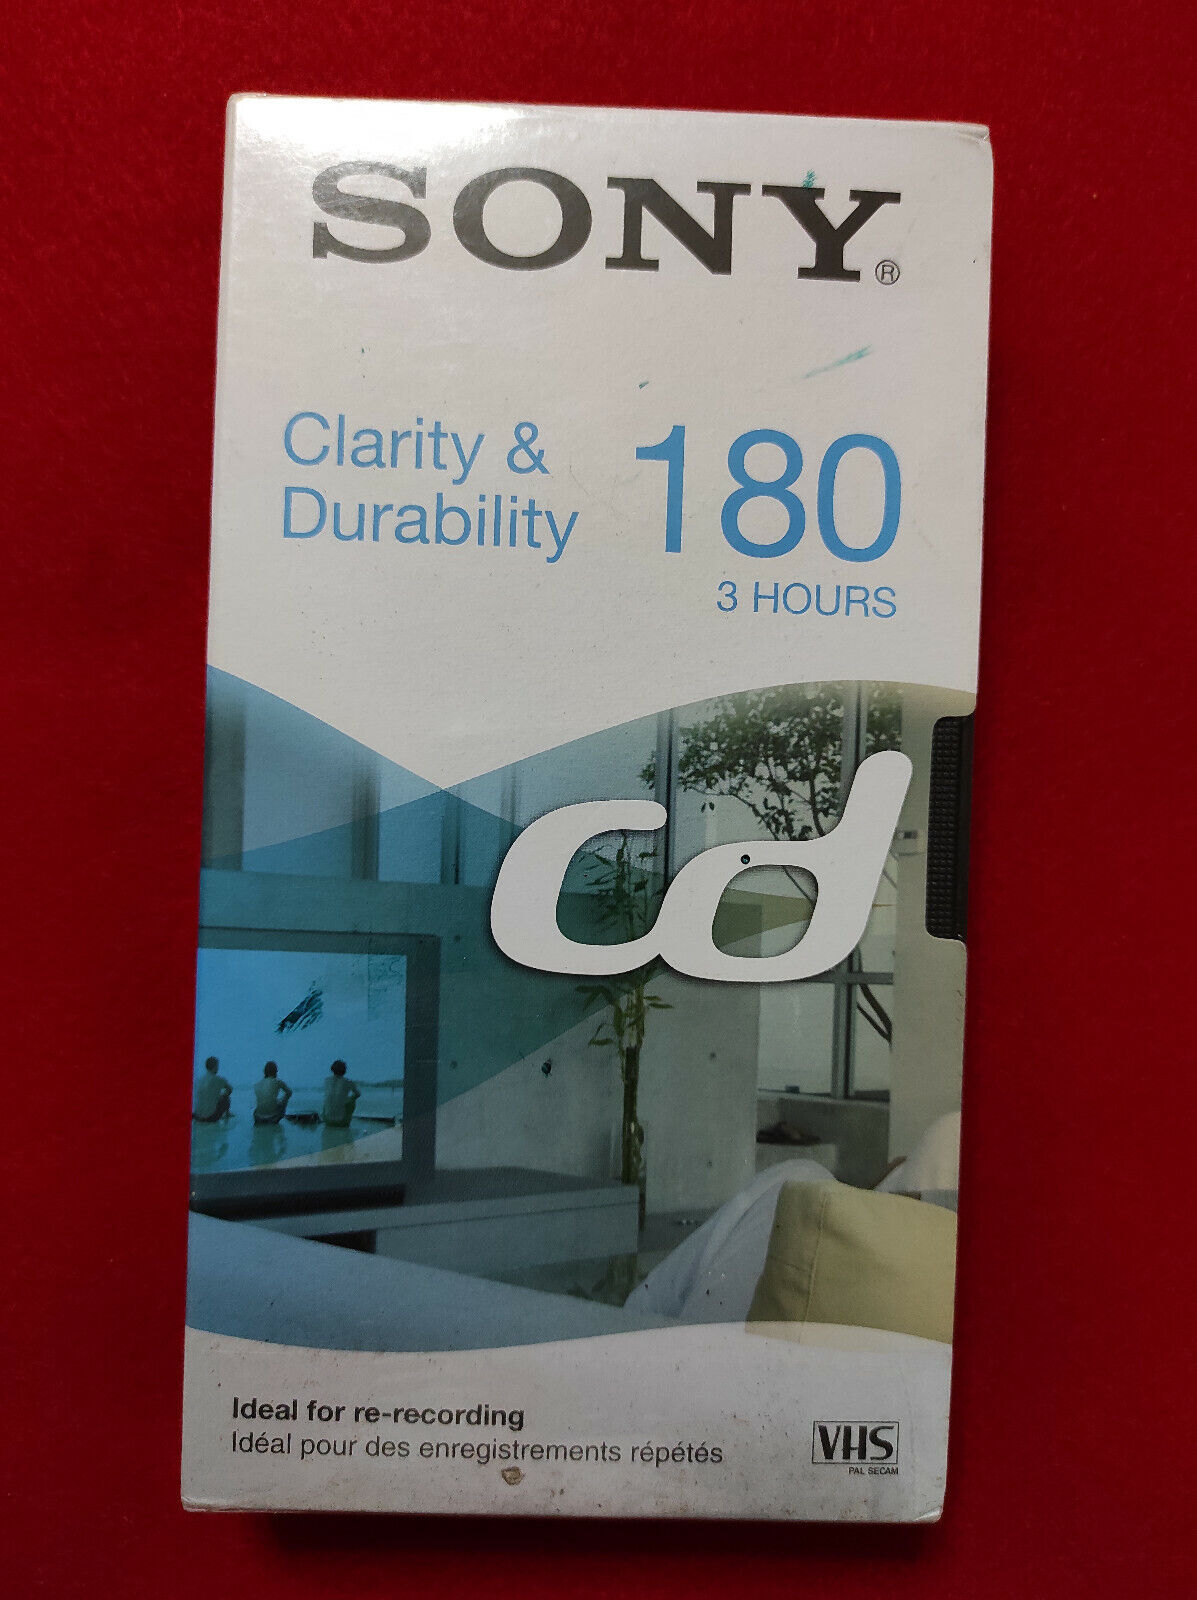 SONY®
Clarity &
Durability
180
3 HOURS
cd
Ideal for re-recording
Idéal pour des enregistrements répétés
VHS
PAL SECAM